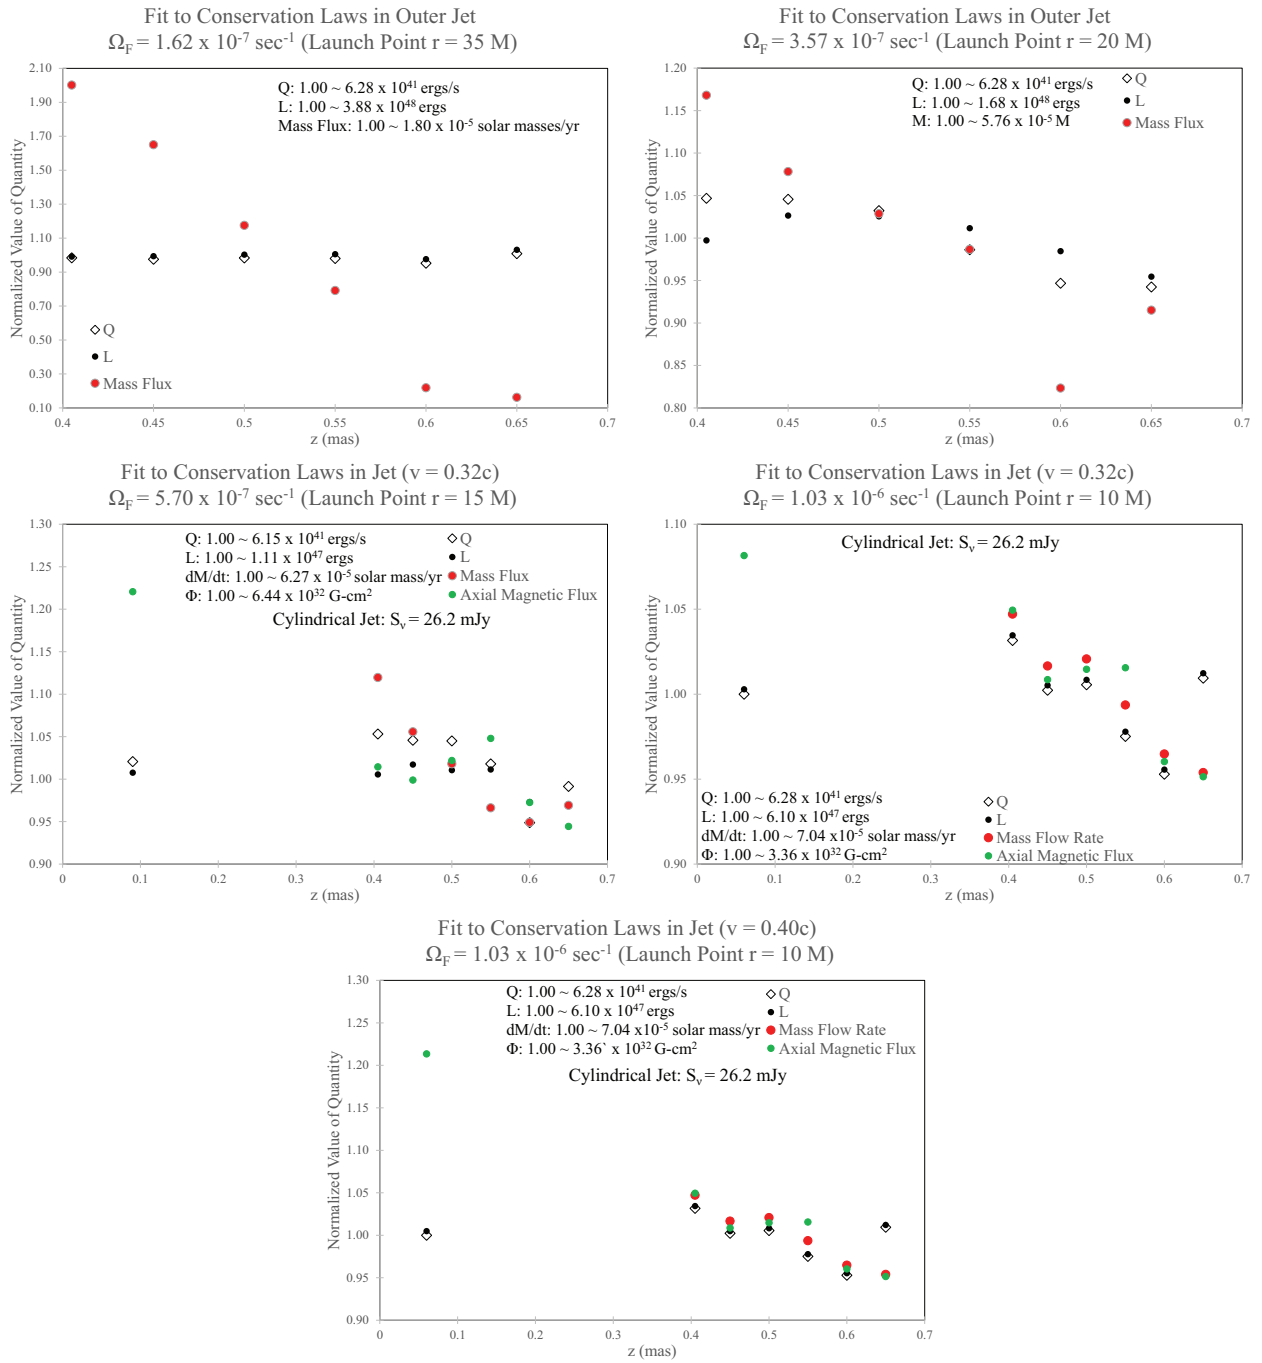 Fit to Conservation Laws in Outer Jet
Ω_F = 1.62 x 10⁻⁷ sec⁻¹ (Launch Point r = 35 M)
Normalized Value of Quantity
2.10
1.90
1.70
1.50
1.30
1.10
0.90
0.70
0.50
0.30
0.10
Q: 1.00 ~ 6.28 x 10⁴¹ ergs/s
L: 1.00 ~ 3.88 x 10⁴⁸ ergs
Mass Flux: 1.00 ~ 1.80 x 10⁻⁵ solar masses/yr
Q
L
Mass Flux
0.4 0.45 0.5 0.55 0.6 0.65 0.7
z (mas)
Fit to Conservation Laws in Outer Jet
Ω_F = 3.57 x 10⁻⁷ sec⁻¹ (Launch Point r = 20 M)
Normalized Value of Quantity
1.20
1.15
1.10
1.05
1.00
0.95
0.90
0.85
0.80
Q: 1.00 ~ 6.28 x 10⁴¹ ergs/s
L: 1.00 ~ 1.68 x 10⁴⁸ ergs
M: 1.00 ~ 5.76 x 10⁻⁵ M
Q
L
Mass Flux
0.4 0.45 0.5 0.55 0.6 0.65 0.7
z (mas)
Fit to Conservation Laws in Jet (v = 0.32c)
Ω_F = 5.70 x 10⁻⁷ sec⁻¹ (Launch Point r = 15 M)
Normalized Value of Quantity
1.30
1.25
1.20
1.15
1.10
1.05
1.00
0.95
0.90
Q: 1.00 ~ 6.15 x 10⁴¹ ergs/s
L: 1.00 ~ 1.11 x 10⁴⁷ ergs
dM/dt: 1.00 ~ 6.27 x 10⁻⁵ solar mass/yr
Φ: 1.00 ~ 6.44 x 10³² G-cm²
Q
L
Mass Flux
Axial Magnetic Flux
Cylindrical Jet: S_ν = 26.2 mJy
0 0.1 0.2 0.3 0.4 0.5 0.6 0.7
z (mas)
Fit to Conservation Laws in Jet (v = 0.32c)
Ω_F = 1.03 x 10⁻⁶ sec⁻¹ (Launch Point r = 10 M)
Normalized Value of Quantity
1.10
1.05
1.00
0.95
0.90
Cylindrical Jet: S_ν = 26.2 mJy
Q: 1.00 ~ 6.28 x 10⁴¹ ergs/s
L: 1.00 ~ 6.10 x 10⁴⁷ ergs
dM/dt: 1.00 ~ 7.04 x10⁻⁵ solar mass/yr
Φ: 1.00 ~ 3.36 x 10³² G-cm²
Q
L
Mass Flow Rate
Axial Magnetic Flux
0 0.1 0.2 0.3 0.4 0.5 0.6 0.7
z (mas)
Fit to Conservation Laws in Jet (v = 0.40c)
Ω_F = 1.03 x 10⁻⁶ sec⁻¹ (Launch Point r = 10 M)
Normalized Value of Quantity
1.30
1.25
1.20
1.15
1.10
1.05
1.00
0.95
0.90
Q: 1.00 ~ 6.28 x 10⁴¹ ergs/s
L: 1.00 ~ 6.10 x 10⁴⁷ ergs
dM/dt: 1.00 ~ 7.04 x10⁻⁵ solar mass/yr
Φ: 1.00 ~ 3.36` x 10³² G-cm²
Q
L
Mass Flow Rate
Axial Magnetic Flux
Cylindrical Jet: S_ν = 26.2 mJy
0 0.1 0.2 0.3 0.4 0.5 0.6 0.7
z (mas)